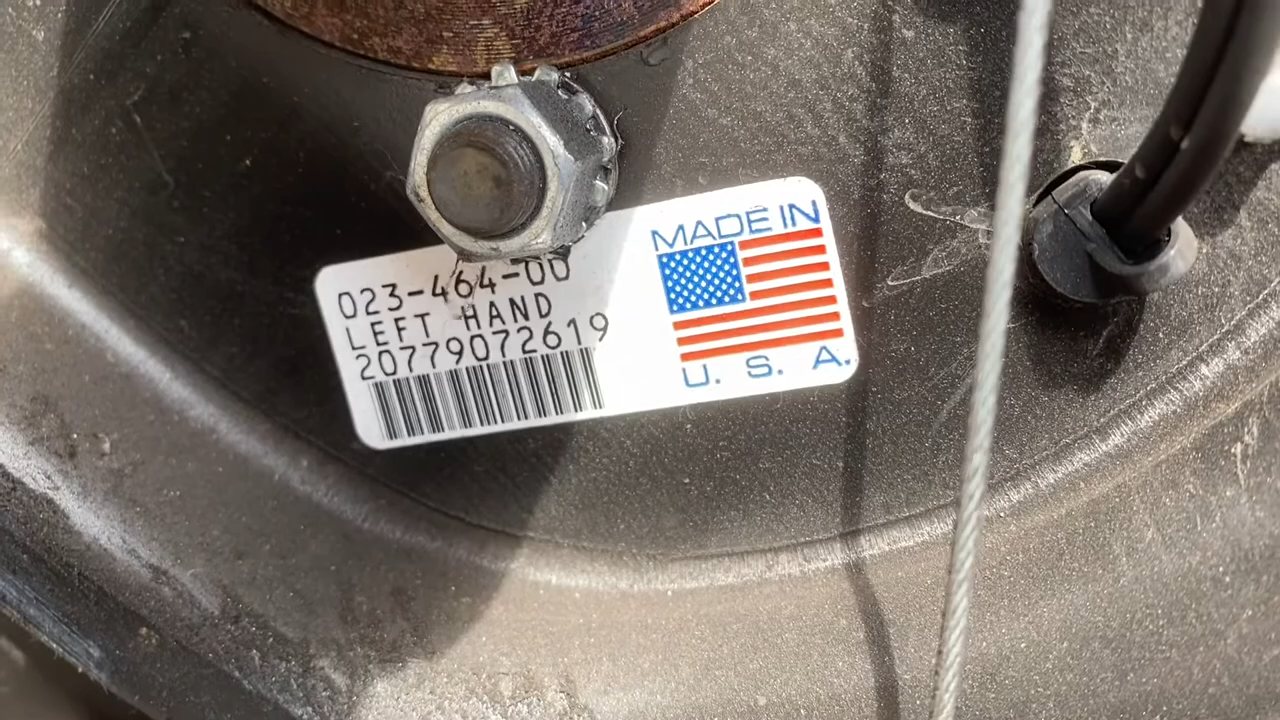 023-464-00
LEFT HAND
20779072619
MADE IN
U. S. A.